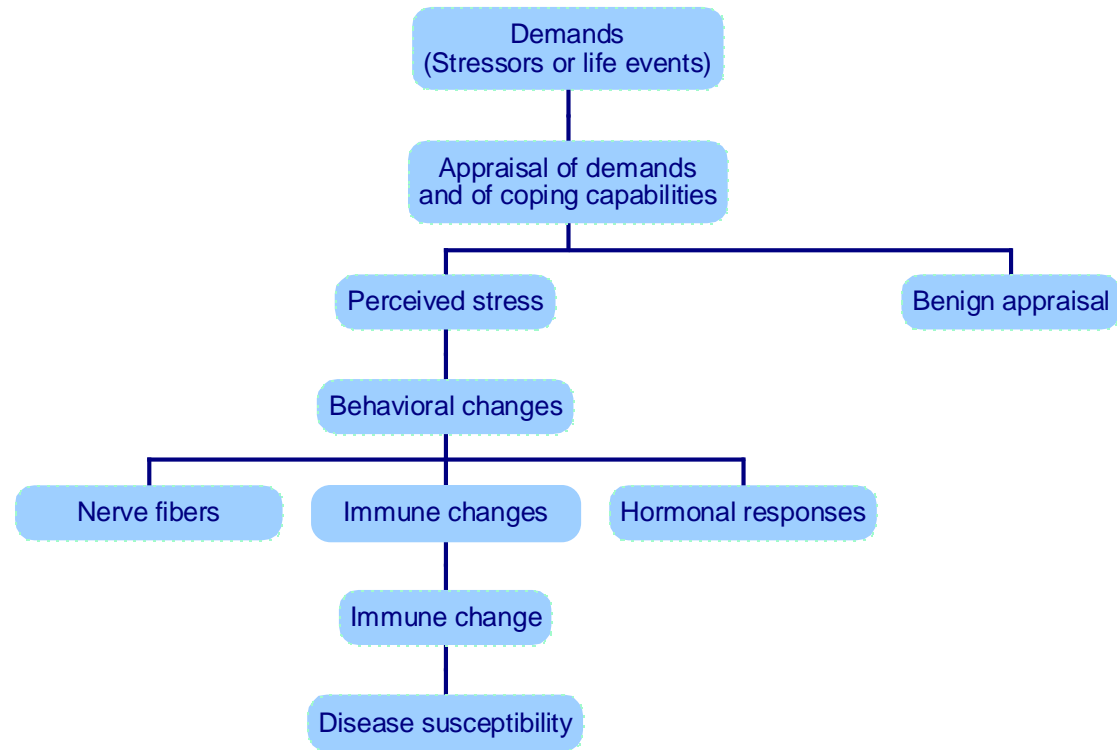 Demands
(Stressors or life events)
Appraisal of demands
and of coping capabilities
Perceived stress
Benign appraisal
Behavioral changes
Nerve fibers
Immune changes
Hormonal responses
Immune change
Disease susceptibility